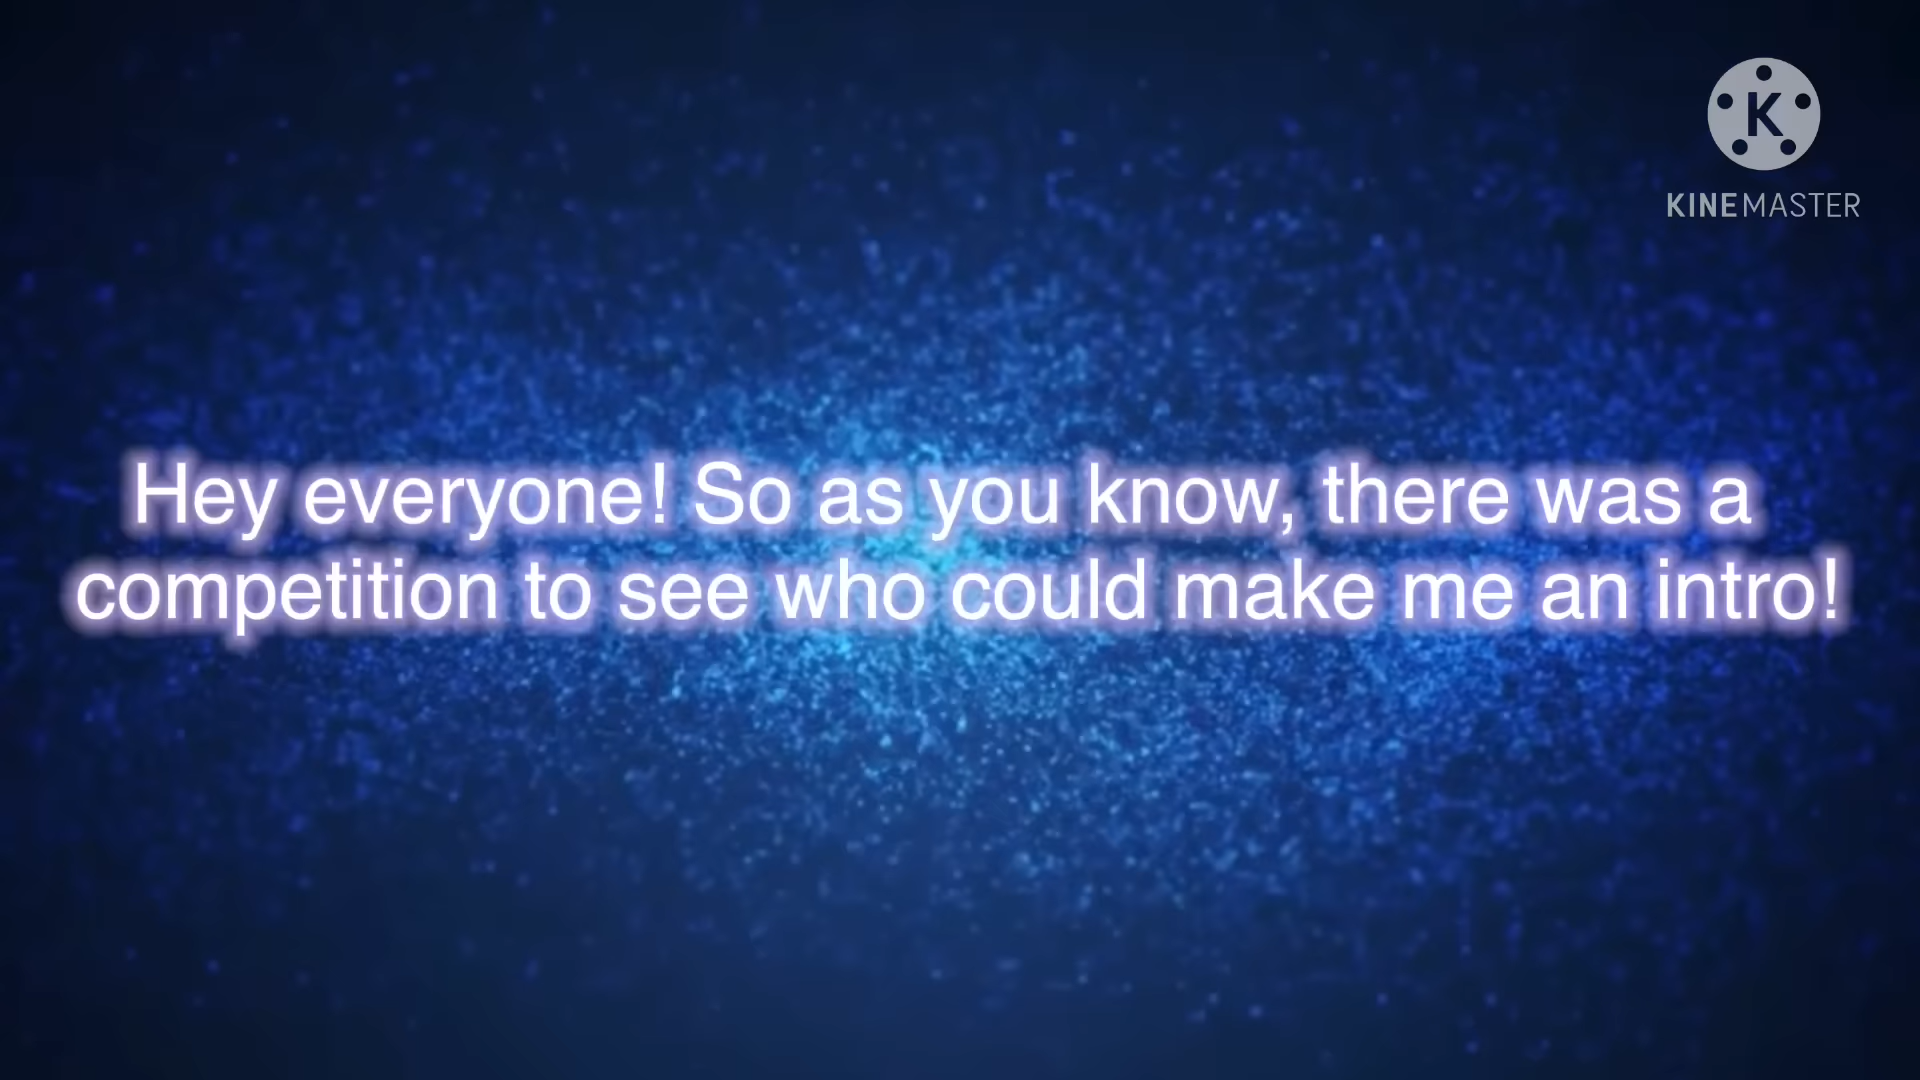 K
KINEMASTER
Hey everyone! So as you know, there was a
competition to see who could make me an intro!